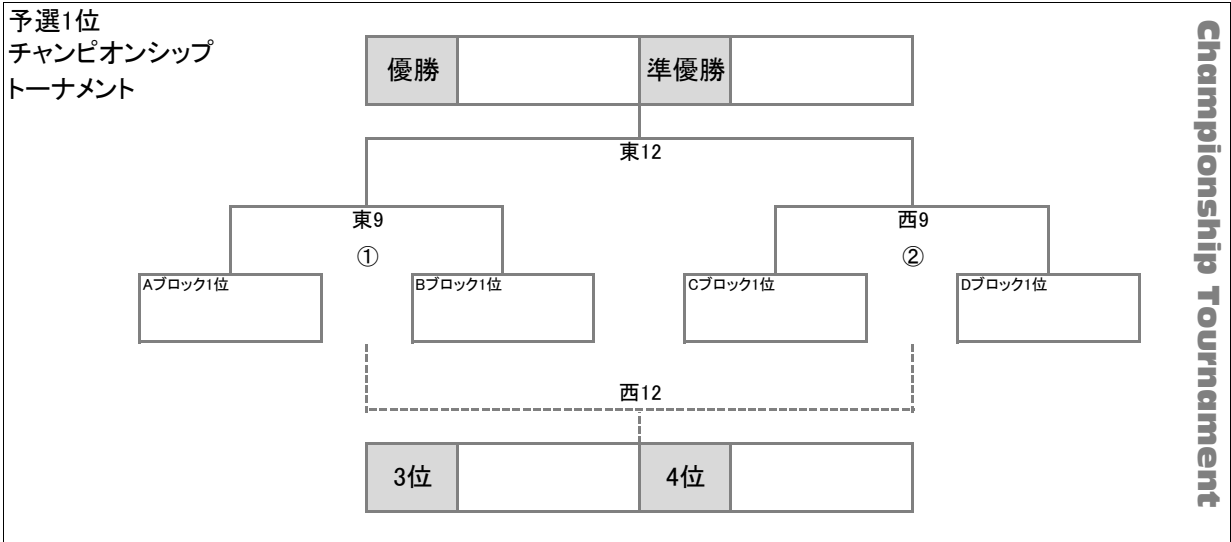 予選1位
チャンピオンシップ
トーナメント
優勝
準優勝
東12
東9
西9
①
②
Aブロック1位
Bブロック1位
Cブロック1位
Dブロック1位
西12
3位
4位
Championship Tournament